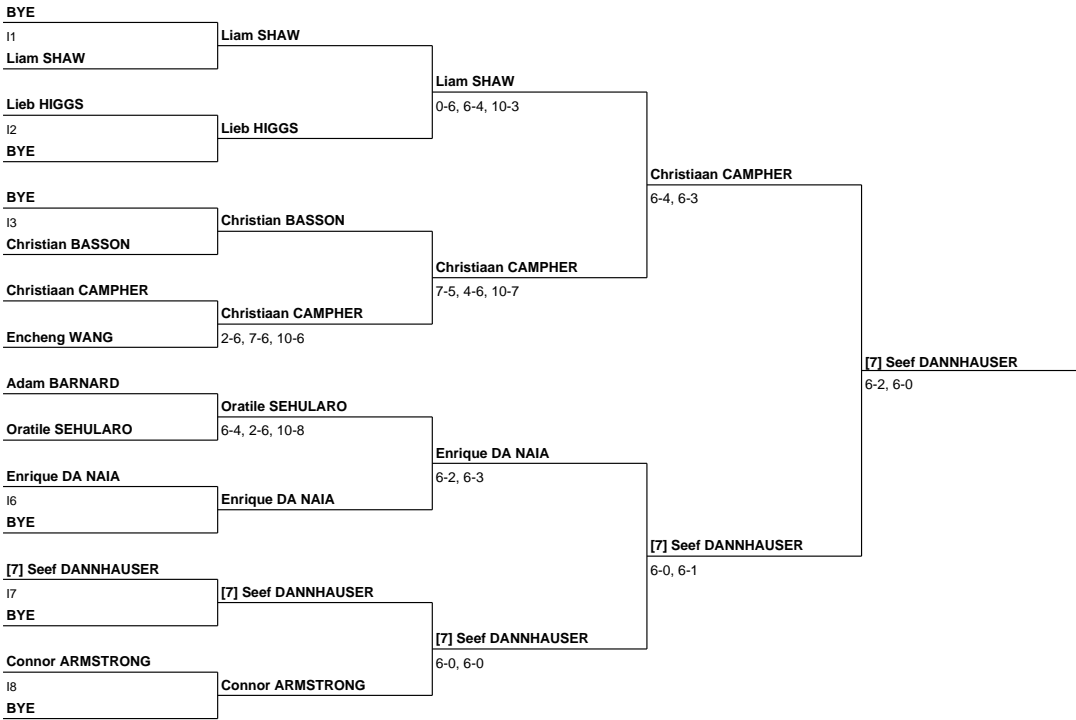 BYE
I1
Liam SHAW
Liam SHAW
Liam SHAW
0-6, 6-4, 10-3
Lieb HIGGS
I2
Lieb HIGGS
BYE
Christiaan CAMPHER
6-4, 6-3
BYE
I3
Christian BASSON
Christian BASSON
Christiaan CAMPHER
7-5, 4-6, 10-7
Christiaan CAMPHER
Christiaan CAMPHER
Encheng WANG
2-6, 7-6, 10-6
[7] Seef DANNHAUSER
6-2, 6-0
Adam BARNARD
Oratile SEHULARO
Oratile SEHULARO
6-4, 2-6, 10-8
Enrique DA NAIA
6-2, 6-3
Enrique DA NAIA
I6
Enrique DA NAIA
BYE
[7] Seef DANNHAUSER
6-0, 6-1
[7] Seef DANNHAUSER
I7
[7] Seef DANNHAUSER
BYE
[7] Seef DANNHAUSER
6-0, 6-0
Connor ARMSTRONG
I8
Connor ARMSTRONG
BYE